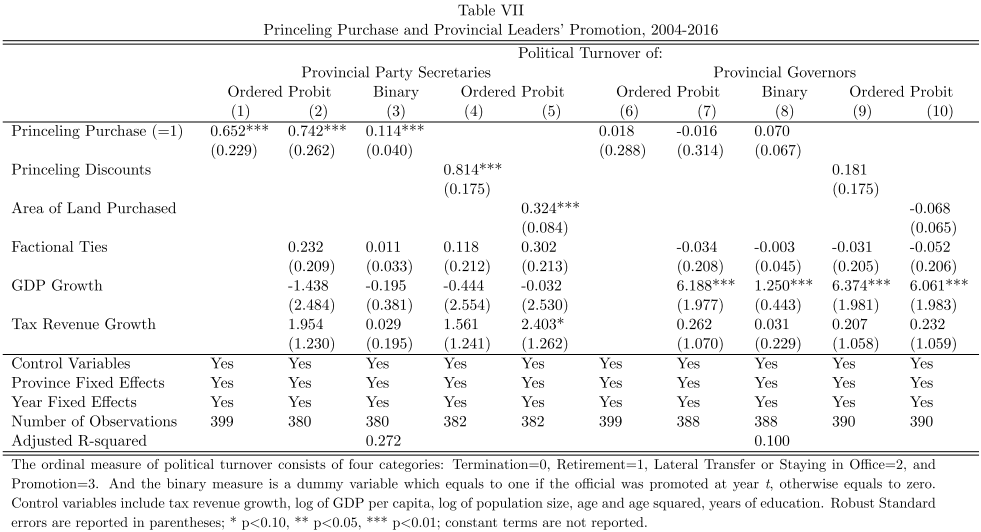 Table VII
Princeling Purchase and Provincial Leaders' Promotion, 2004-2016
Political Turnover of:
Provincial Party Secretaries Provincial Governors
Ordered Probit Binary Ordered Probit Ordered Probit Binary Ordered Probit
(1) (2) (3) (4) (5) (6) (7) (8) (9) (10)
Princeling Purchase (=1) 0.652*** 0.742*** 0.114*** 0.018 -0.016 0.070
(0.229) (0.262) (0.040) (0.288) (0.314) (0.067)
Princeling Discounts 0.814*** 0.181
(0.175) (0.175)
Area of Land Purchased 0.324*** -0.068
(0.084) (0.065)
Factional Ties 0.232 0.011 0.118 0.302 -0.034 -0.003 -0.031 -0.052
(0.209) (0.033) (0.212) (0.213) (0.208) (0.045) (0.205) (0.206)
GDP Growth -1.438 -0.195 -0.444 -0.032 6.188*** 1.250*** 6.374*** 6.061***
(2.484) (0.381) (2.554) (2.530) (1.977) (0.443) (1.981) (1.983)
Tax Revenue Growth 1.954 0.029 1.561 2.403* 0.262 0.031 0.207 0.232
(1.230) (0.195) (1.241) (1.262) (1.070) (0.229) (1.058) (1.059)
Control Variables Yes Yes Yes Yes Yes Yes Yes Yes Yes Yes
Province Fixed Effects Yes Yes Yes Yes Yes Yes Yes Yes Yes Yes
Year Fixed Effects Yes Yes Yes Yes Yes Yes Yes Yes Yes Yes
Number of Observations 399 380 380 382 382 399 388 388 390 390
Adjusted R-squared 0.272 0.100
The ordinal measure of political turnover consists of four categories: Termination=0, Retirement=1, Lateral Transfer or Staying in Office=2, and
Promotion=3. And the binary measure is a dummy variable which equals to one if the official was promoted at year t, otherwise equals to zero.
Control variables include tax revenue growth, log of GDP per capita, log of population size, age and age squared, years of education. Robust Standard
errors are reported in parentheses; * p<0.10, ** p<0.05, *** p<0.01; constant terms are not reported.